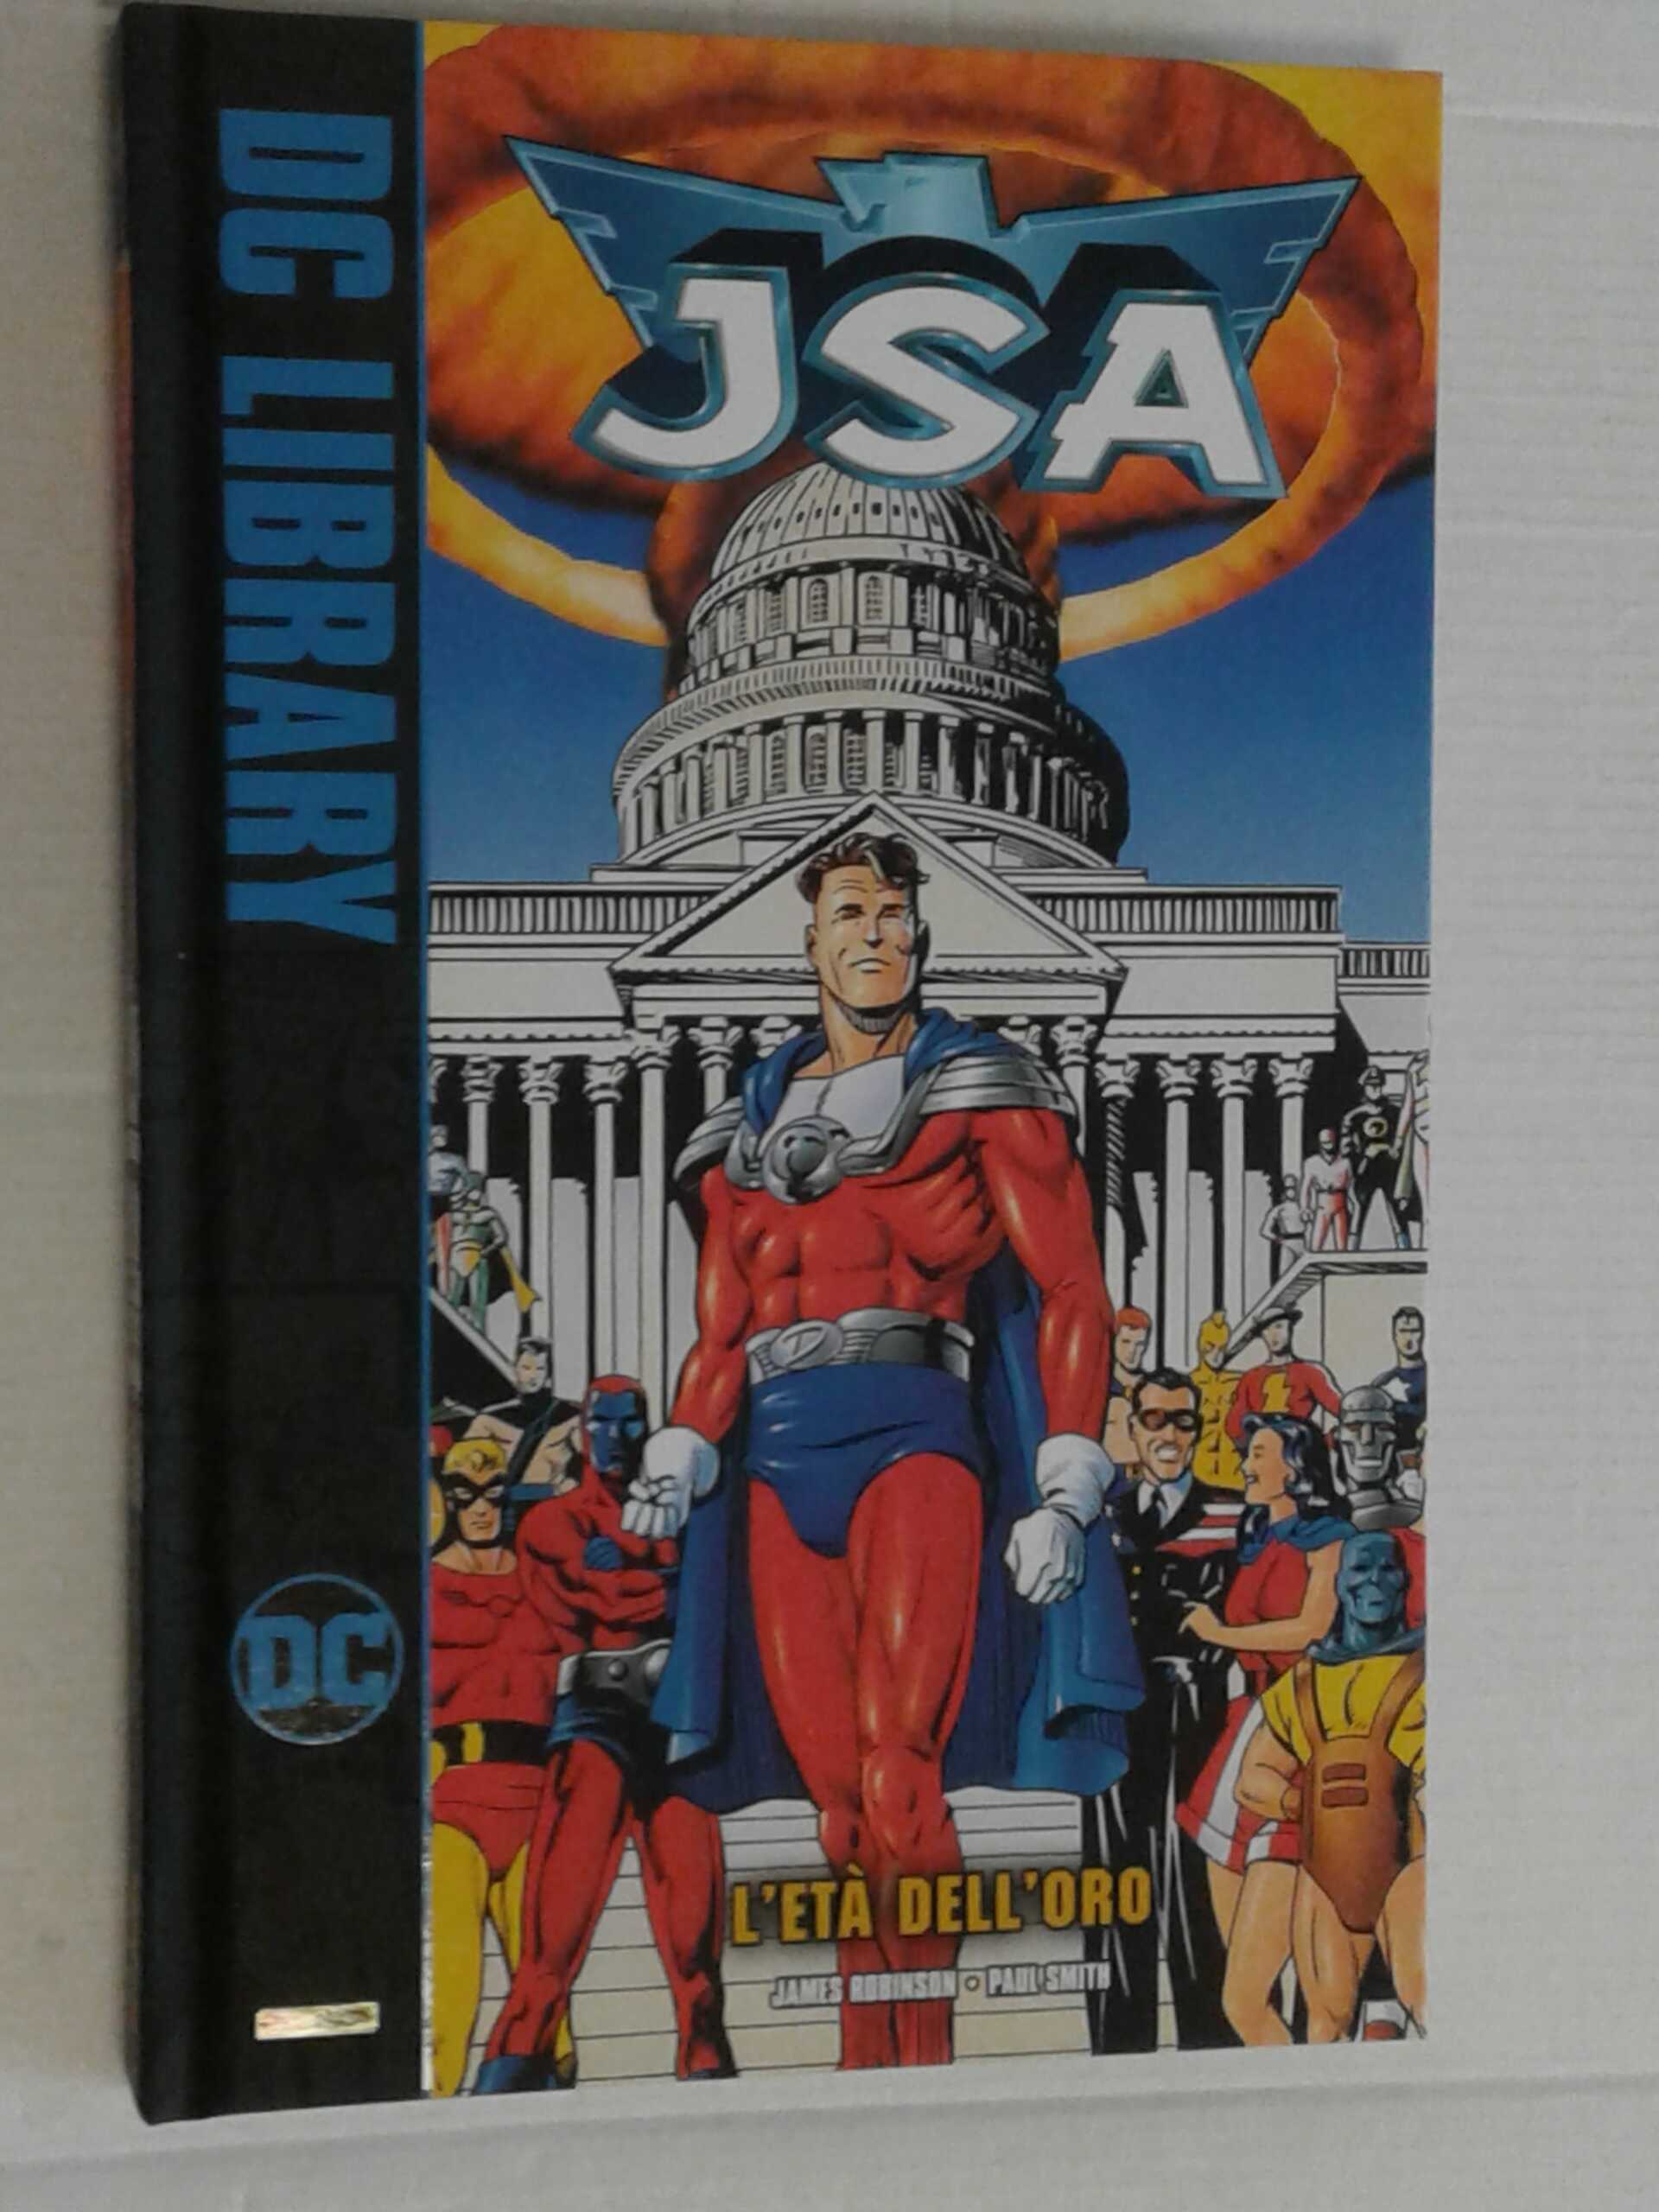 DC LIBRARY
DC
JSA
L'ETÀ DELL'ORO
JAMES ROBINSON • PAUL SMITH